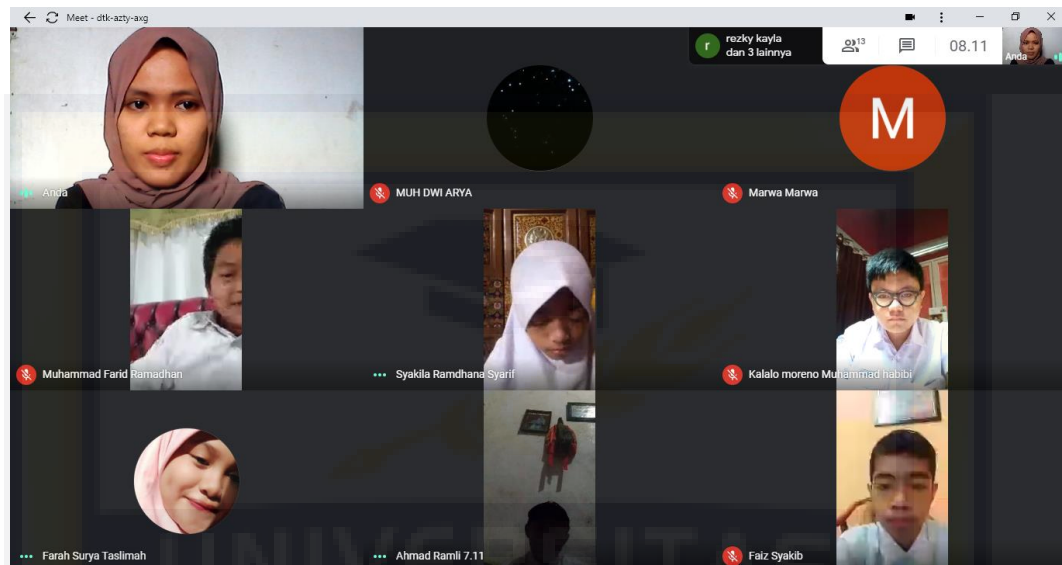 Meet - dtk-azty-axg
r
rezky kayla
dan 3 lainnya
13
08.11
Anda
Anda
MUH DWI ARYA
M
Marwa Marwa
Muhammad Farid Ramadhan
Syakila Ramdhana Syarif
Kalalo moreno Muhammad habibi
Farah Surya Taslimah
Ahmad Ramli 7.11
Faiz Syakib